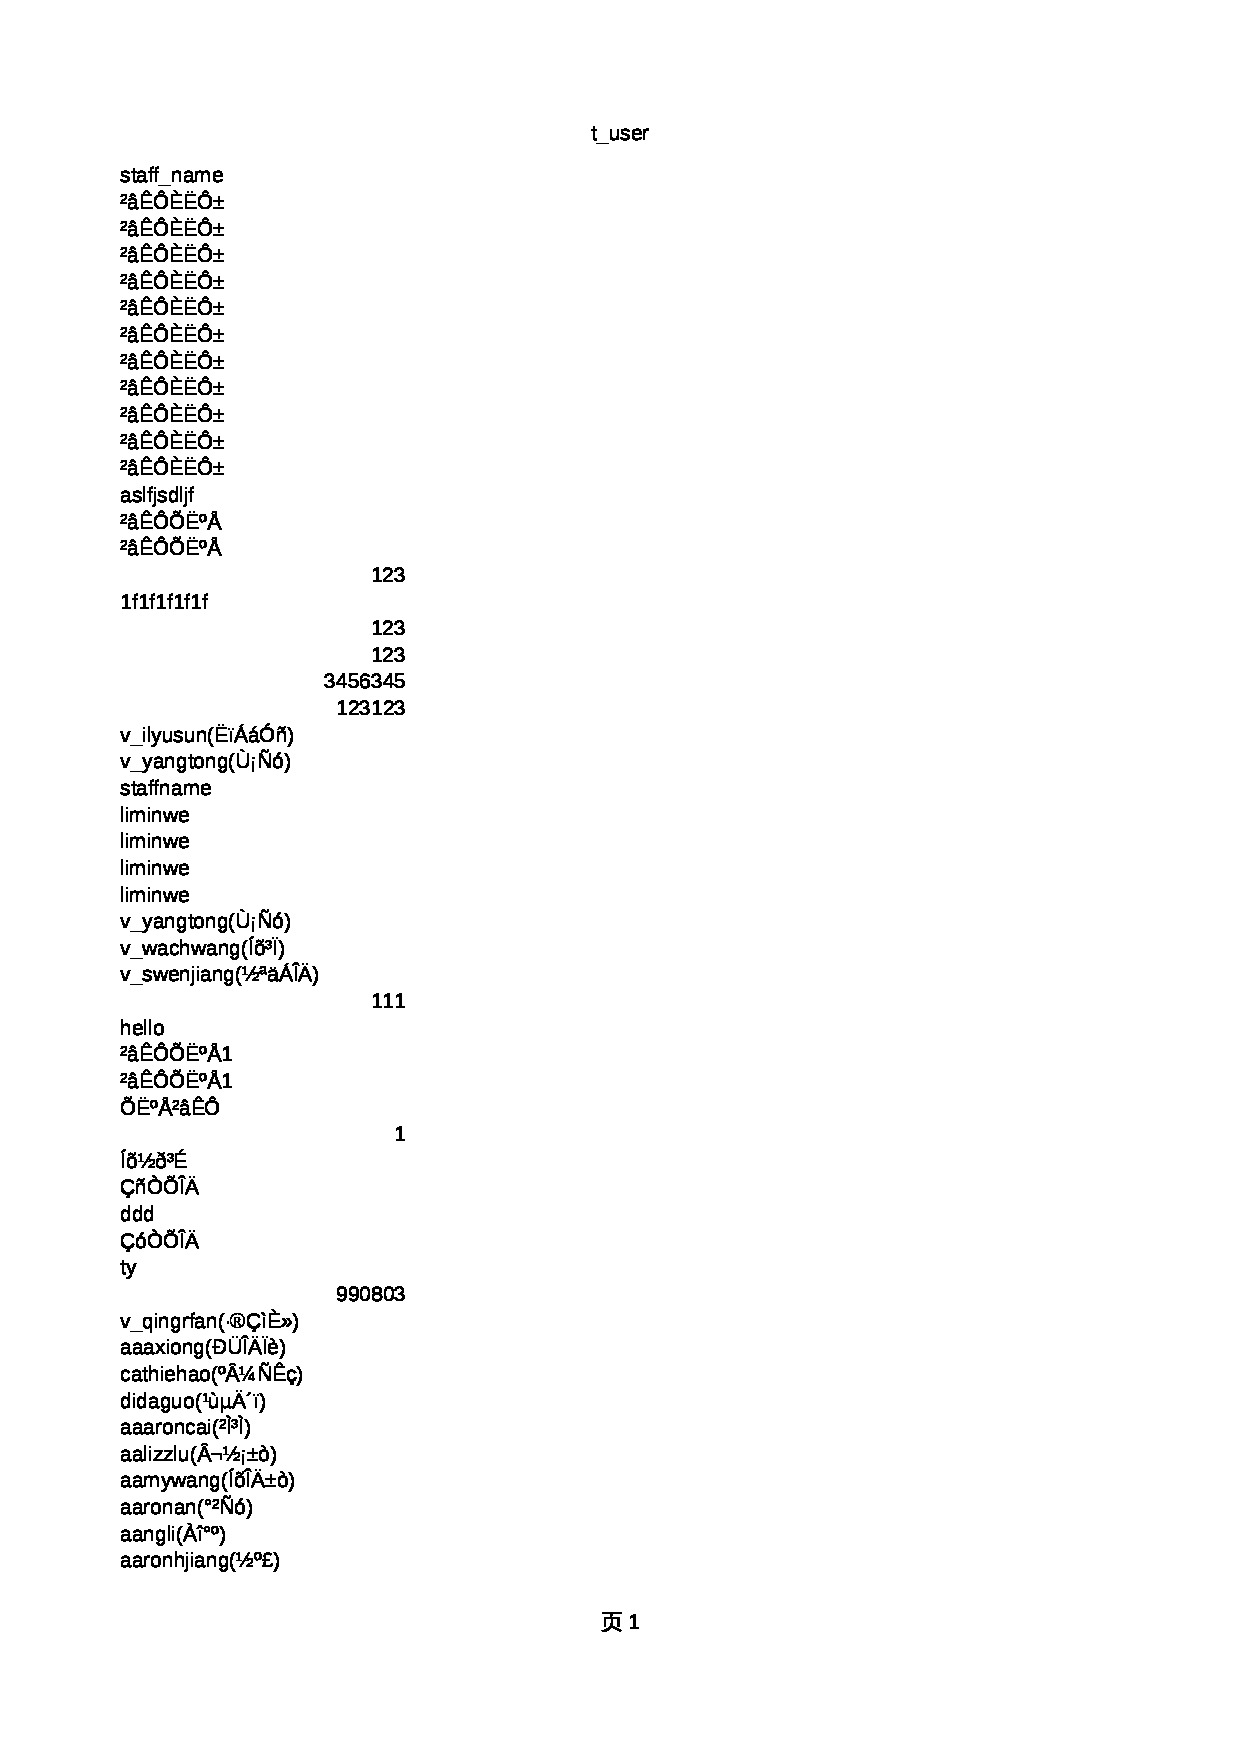 t_user
staff_name
²âÊÔÈËÔ±
²âÊÔÈËÔ±
²âÊÔÈËÔ±
²âÊÔÈËÔ±
²âÊÔÈËÔ±
²âÊÔÈËÔ±
²âÊÔÈËÔ±
²âÊÔÈËÔ±
²âÊÔÈËÔ±
²âÊÔÈËÔ±
²âÊÔÈËÔ±
aslfjsdljf
²âÊÔÕËºÅ
²âÊÔÕËºÅ
123
1f1f1f1f1f
123
123
3456345
123123
v_ilyusun(ËïÁáÓñ)
v_yangtong(Ù¡Ñó)
staffname
liminwe
liminwe
liminwe
liminwe
v_yangtong(Ù¡Ñó)
v_wachwang(Íõ³Ï)
v_swenjiang(½ªäÁÎÄ)
111
hello
²âÊÔÕËºÅ1
²âÊÔÕËºÅ1
ÕËºÅ²âÊÔ
1
Íõ½ð³É
ÇñÒÕÎÄ
ddd
ÇóÒÕÎÄ
ty
990803
v_qingrfan(·®ÇìÈ»)
aaaxiong(ÐÜÎÄÏè)
cathiehao(ºÂ¼ÑÊç)
didaguo(¹ùµÄ´ï)
aaaroncai(²Ì³Ì)
aalizzlu(Â¬½¡±ò)
aamywang(ÍõÎÄ±ò)
aaronan(°²Ñó)
aangli(Àî°º)
aaronhjiang(½º£)
页 1